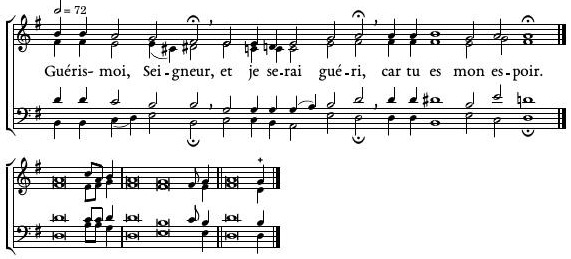 𝅗𝅥 = 72
Guéris-moi, Sei-gneur, et je se-rai gué-ri, car tu es mon es-poir.